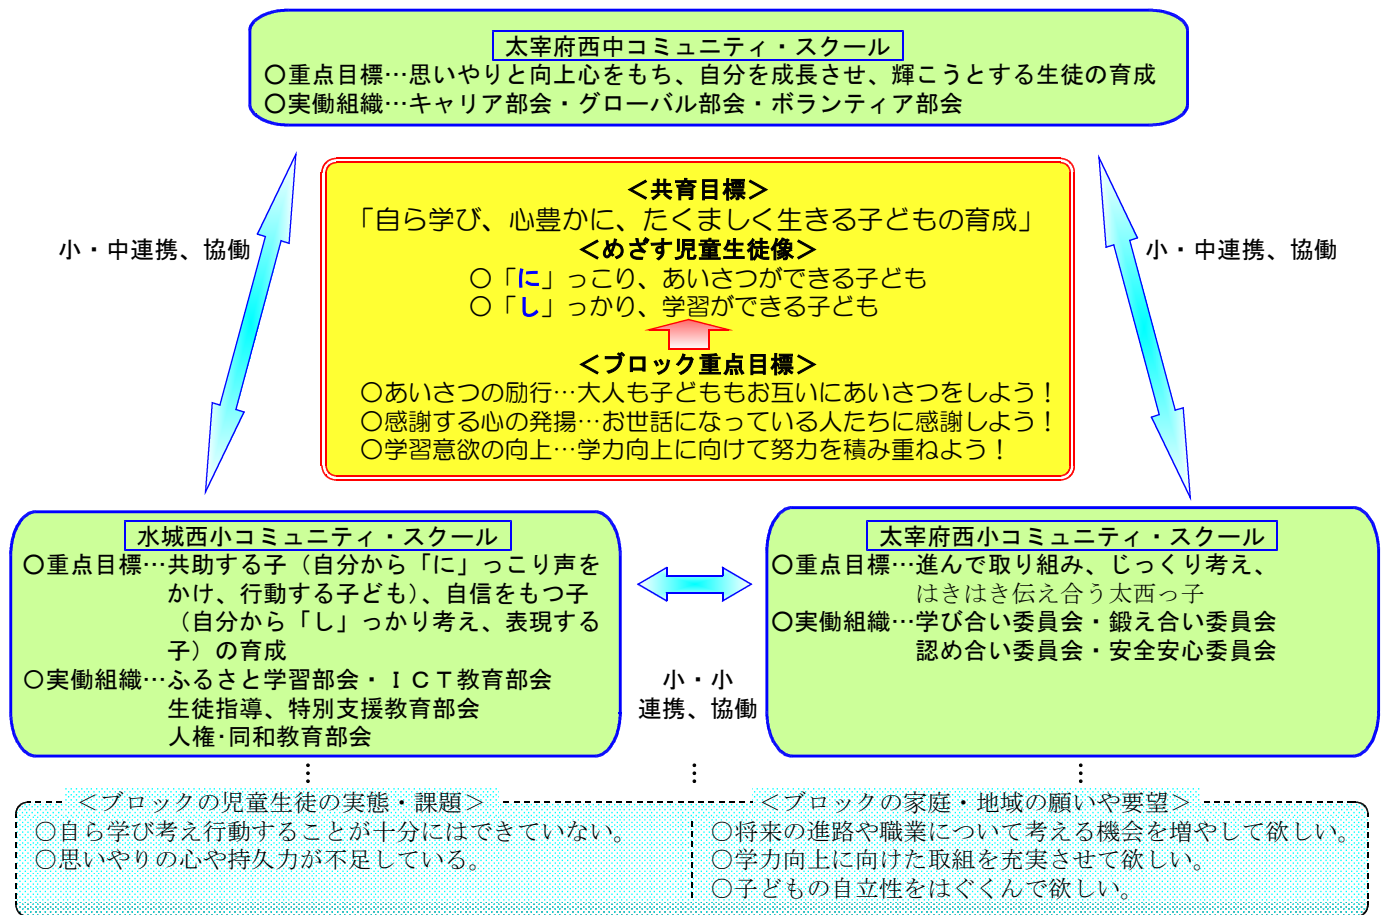 太宰府西中コミュニティ・スクール
〇重点目標…思いやりと向上心をもち、自分を成長させ、輝こうとする生徒の育成
〇実働組織…キャリア部会・グローバル部会・ボランティア部会
小・中連携、協働
＜共育目標＞
「自ら学び、心豊かに、たくましく生きる子どもの育成」
＜めざす児童生徒像＞
〇「に」っこり、あいさつができる子ども
〇「し」っかり、学習ができる子ども
＜ブロック重点目標＞
〇あいさつの励行…大人も子どももお互いにあいさつをしよう！
〇感謝する心の発揚…お世話になっている人たちに感謝しよう！
〇学習意欲の向上…学力向上に向けて努力を積み重ねよう！
小・中連携、協働
水城西小コミュニティ・スクール
〇重点目標…共助する子（自分から「に」っこり声を
かけ、行動する子ども）、自信をもつ子
（自分から「し」っかり考え、表現する
子）の育成
〇実働組織…ふるさと学習部会・ＩＣＴ教育部会
生徒指導、特別支援教育部会
人権・同和教育部会
小・小
連携、協働
太宰府西小コミュニティ・スクール
〇重点目標…進んで取り組み、じっくり考え、
はきはき伝え合う太西っ子
〇実働組織…学び合い委員会・鍛え合い委員会
認め合い委員会・安全安心委員会
＜ブロックの児童生徒の実態・課題＞
〇自ら学び考え行動することが十分にはできていない。
〇思いやりの心や持久力が不足している。
＜ブロックの家庭・地域の願いや要望＞
〇将来の進路や職業について考える機会を増やして欲しい。
〇学力向上に向けた取組を充実させて欲しい。
〇子どもの自立性をはぐくんで欲しい。